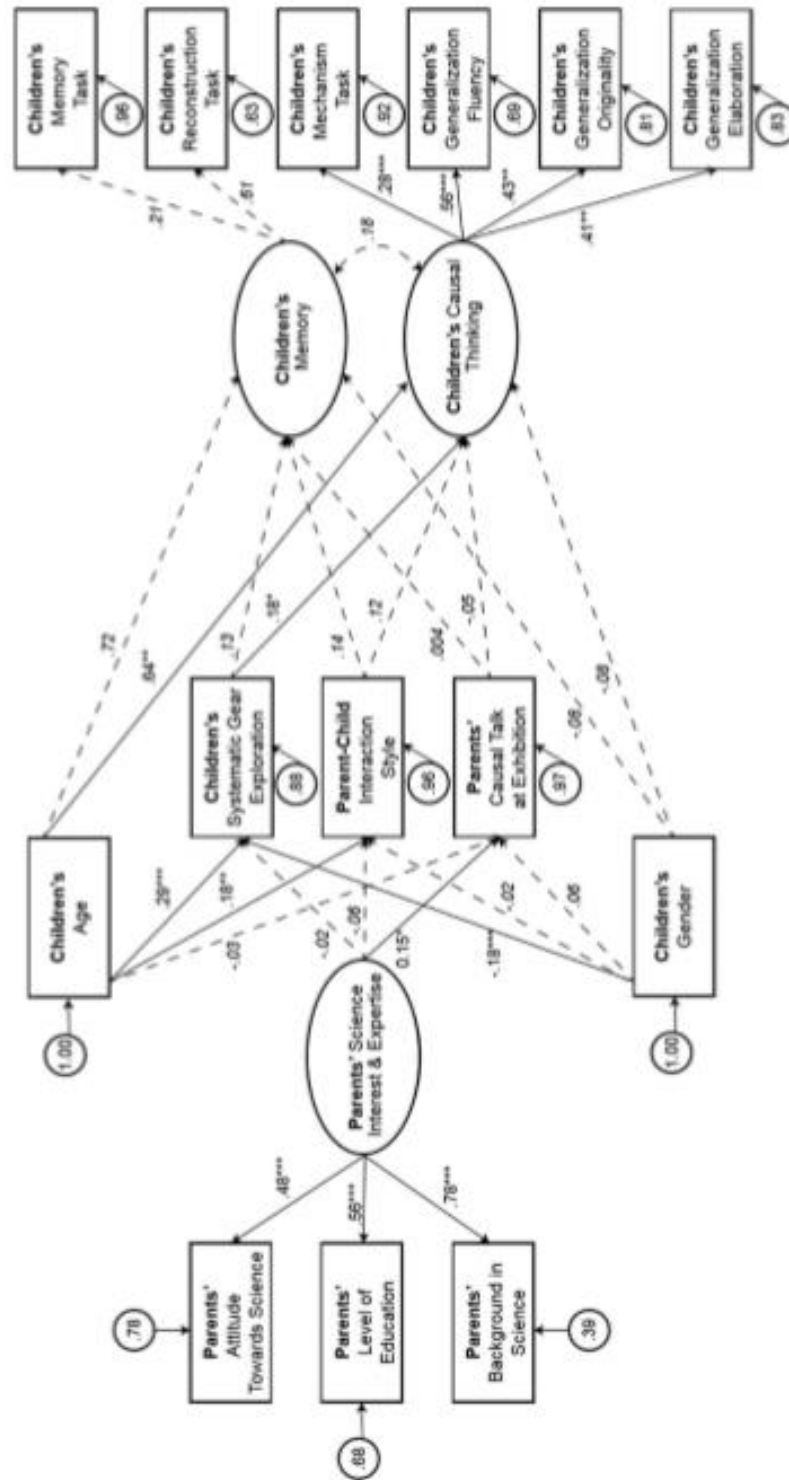 Children's
Age
1.00
Children's
Gender
1.00
Parents'
Attitude
Towards Science
.78
Parents'
Level of
Education
.68
Parents'
Background in
Science
.39
.48***
.56***
.78***
Parents' Science
Interest & Expertise
.29***
.18**
-.03
-.02
-.06
0.15*
-.18***
-.02
.06
Children's
Systematic Gear
Exploration
.88
Parent-Child
Interaction
Style
.96
Parents'
Causal Talk
at Exhibition
.97
.72
.64**
.13
.18*
.14
.12
.004
-.05
-.08
Children's
Memory
Children's Causal
Thinking
.18
.21
.61
.28***
.56***
.43**
.41**
Children's
Memory
Task
.96
Children's
Reconstruction
Task
.63
Children's
Mechanism
Task
.92
Children's
Generalization
Fluency
.69
Children's
Generalization
Originality
.81
Children's
Generalization
Elaboration
.83